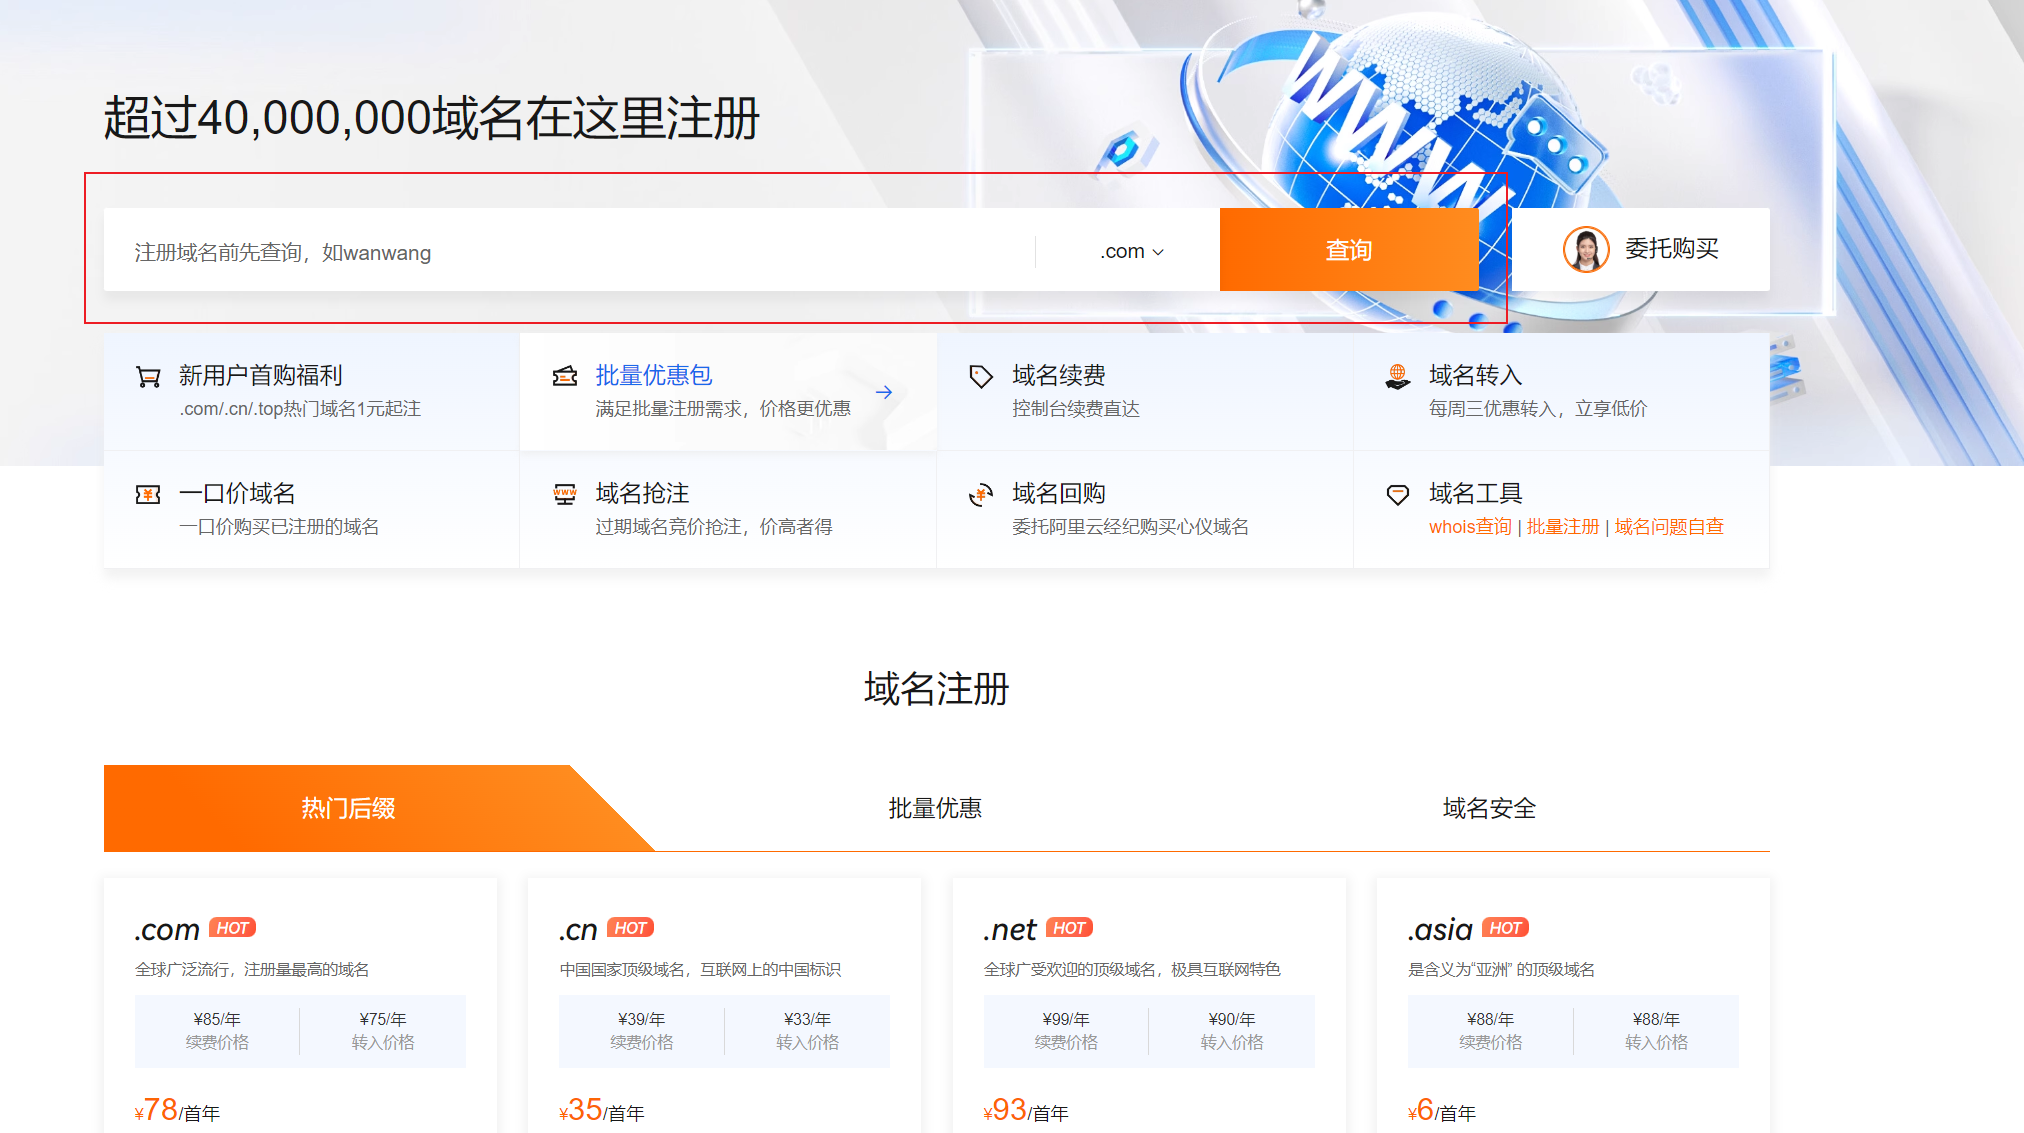 超过40,000,000域名在这里注册
WWW
注册域名前先查询，如wanwang
.com
查询
委托购买
新用户首购福利
.com/.cn/.top热门域名1元起注
批量优惠包
满足批量注册需求，价格更优惠
域名续费
控制台续费直达
域名转入
每周三优惠转入，立享低价
一口价域名
一口价购买已注册的域名
www
域名抢注
过期域名竞价抢注，价高者得
域名回购
委托阿里云经纪购买心仪域名
域名工具
whois查询 | 批量注册 | 域名问题自查
域名注册
热门后缀
批量优惠
域名安全
.com HOT
全球广泛流行，注册量最高的域名
¥85/年
续费价格
¥75/年
转入价格
¥78/首年
.cn HOT
中国国家顶级域名，互联网上的中国标识
¥39/年
续费价格
¥33/年
转入价格
¥35/首年
.net HOT
全球广受欢迎的顶级域名，极具互联网特色
¥99/年
续费价格
¥90/年
转入价格
¥93/首年
.asia HOT
是含义为“亚洲” 的顶级域名
¥88/年
续费价格
¥88/年
转入价格
¥6/首年